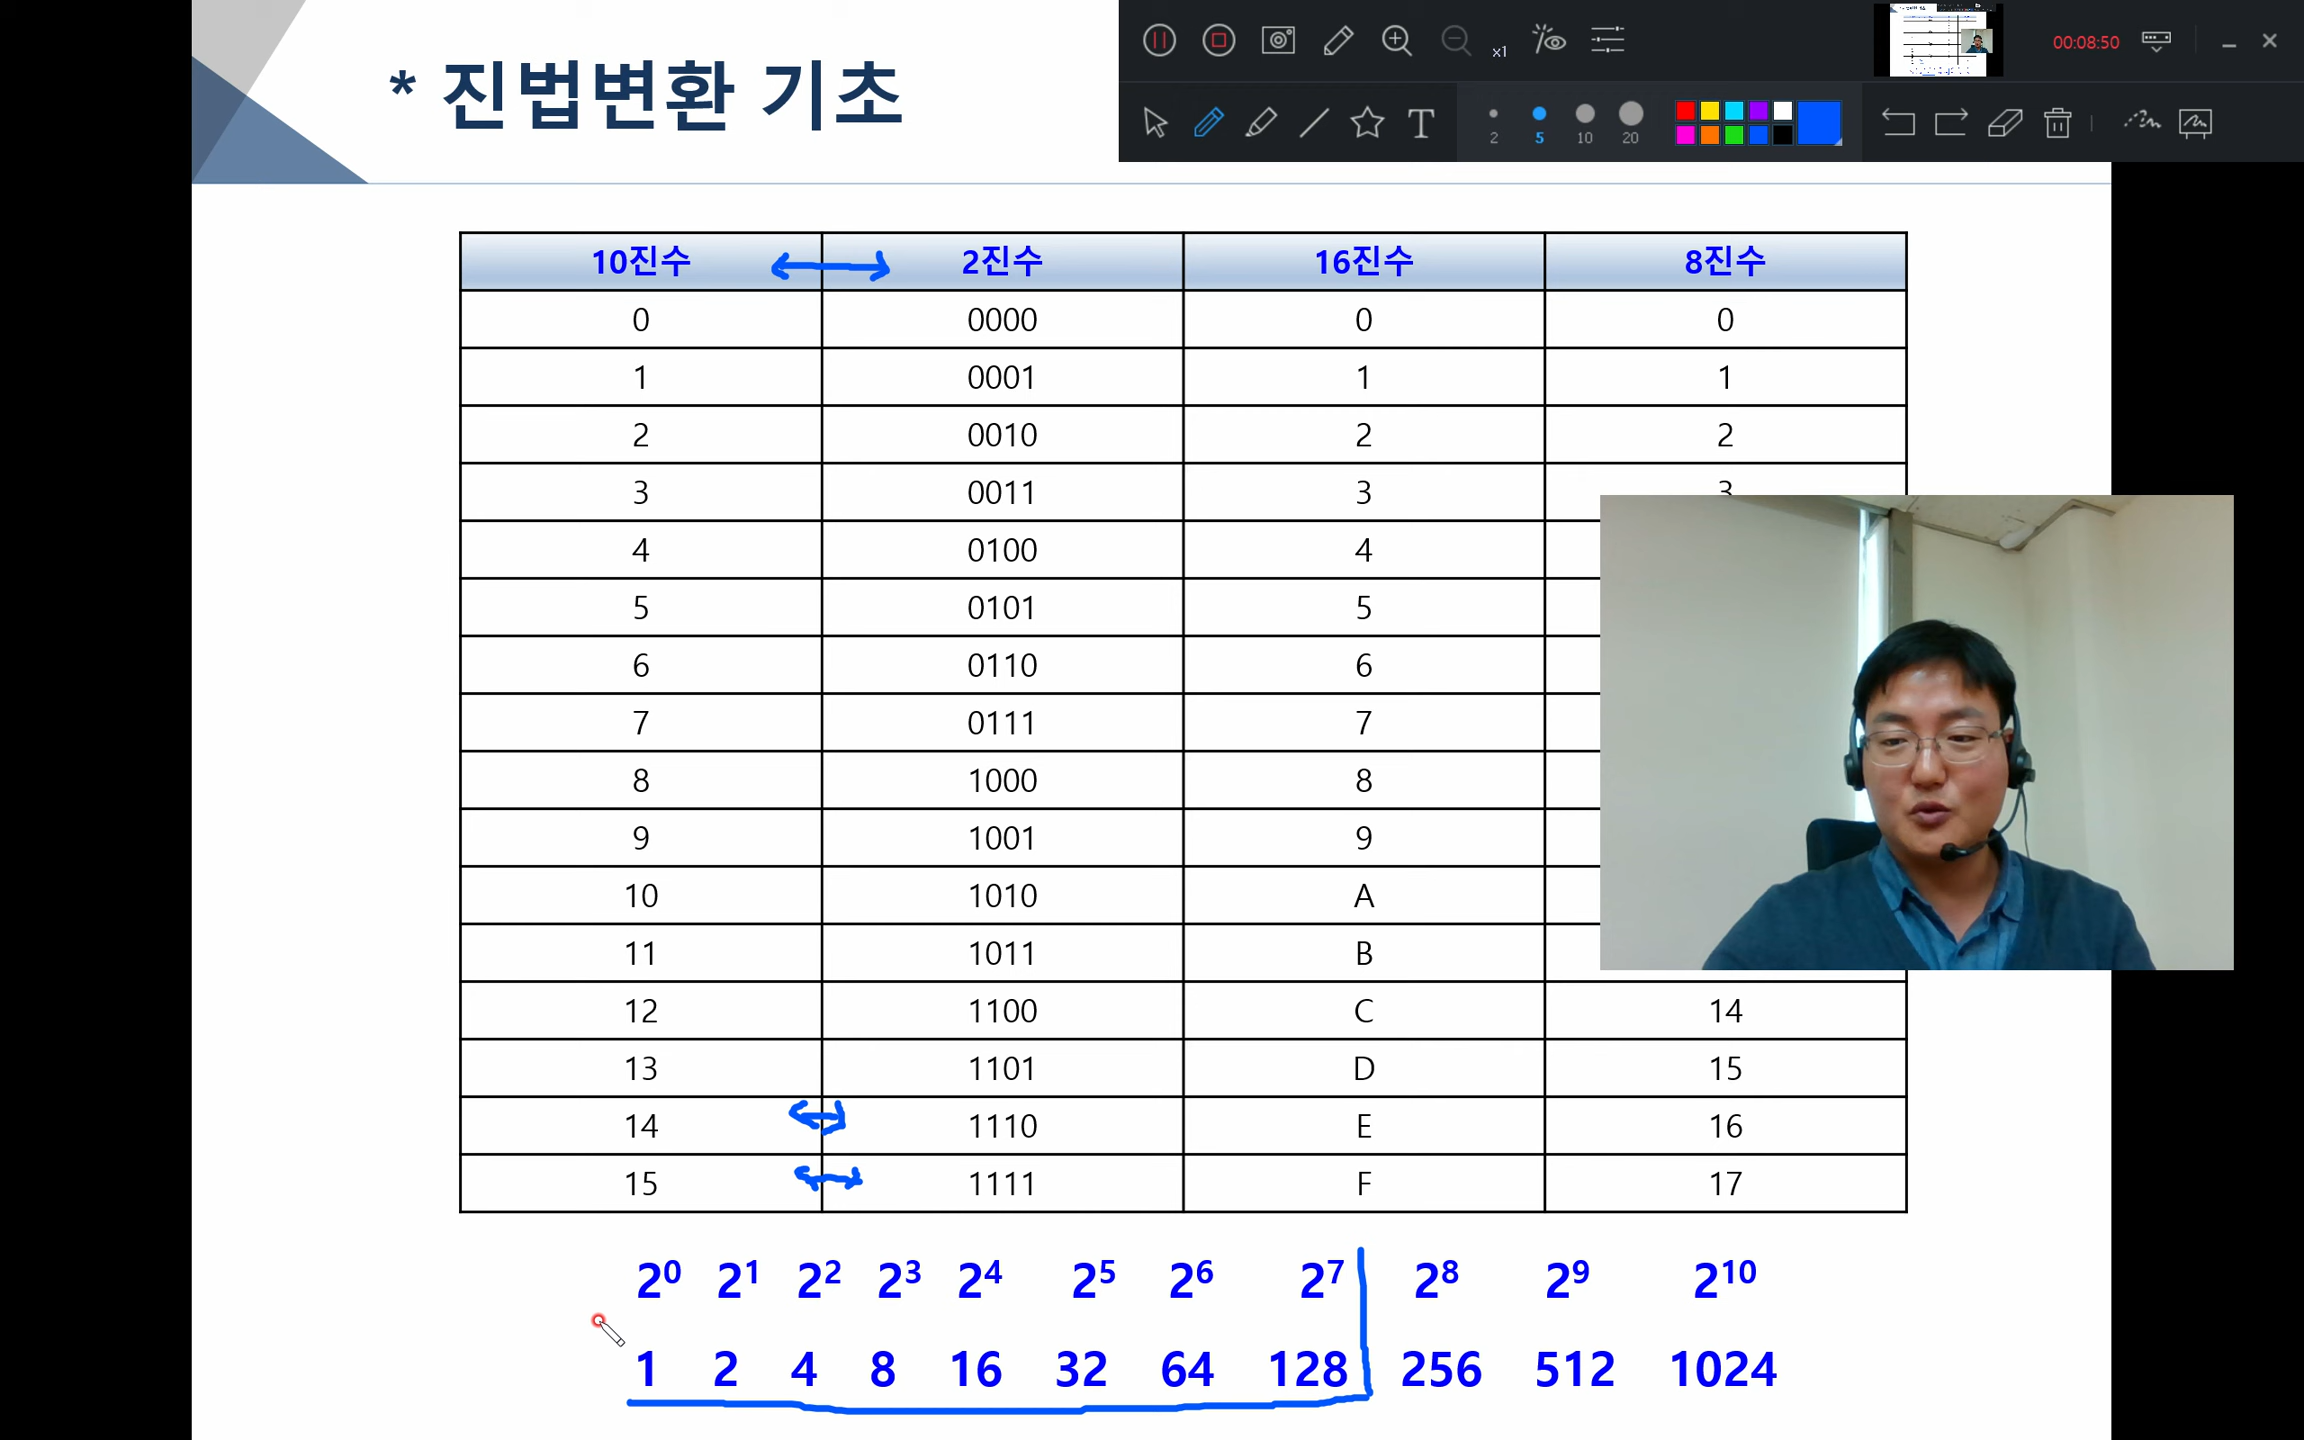 * 진법변환 기초
x1
00:08:50
T
2 5 10 20
10진수 2진수 16진수 8진수
0 0000 0 0
1 0001 1 1
2 0010 2 2
3 0011 3 3
4 0100 4
5 0101 5
6 0110 6
7 0111 7
8 1000 8
9 1001 9
10 1010 A
11 1011 B
12 1100 C 14
13 1101 D 15
14 1110 E 16
15 1111 F 17
2⁰ 2¹ 2² 2³ 2⁴ 2⁵ 2⁶ 2⁷ 2⁸ 2⁹ 2¹⁰
1 2 4 8 16 32 64 128 256 512 1024